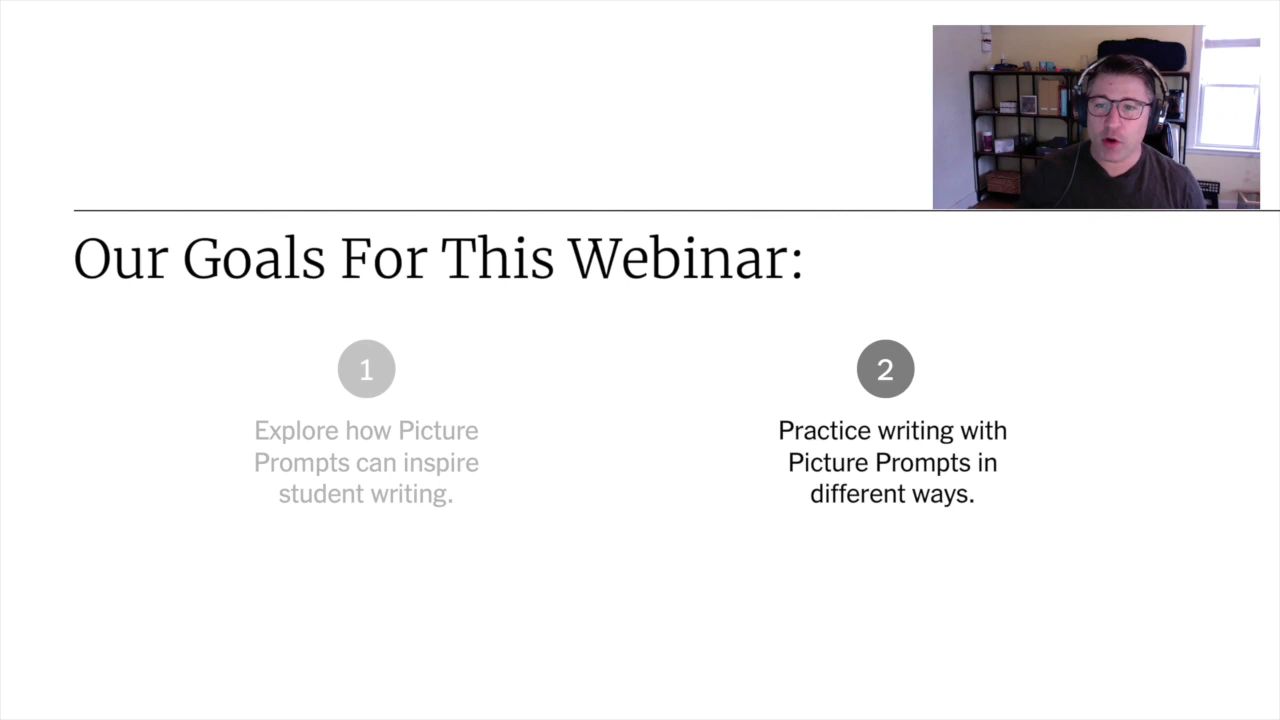 Our Goals For This Webinar:
1
Explore how Picture
Prompts can inspire
student writing.
2
Practice writing with
Picture Prompts in
different ways.